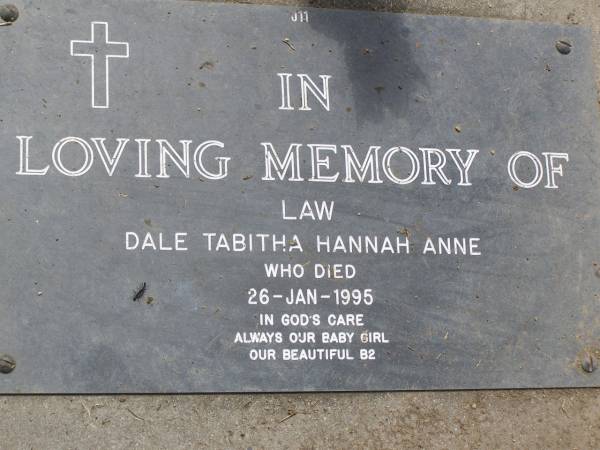 J11
IN
LOVING MEMORY OF
LAW
DALE TABITHA HANNAH ANNE
WHO DIED
26-JAN-1995
IN GOD'S CARE
ALWAYS OUR BABY GIRL
OUR BEAUTIFUL B2